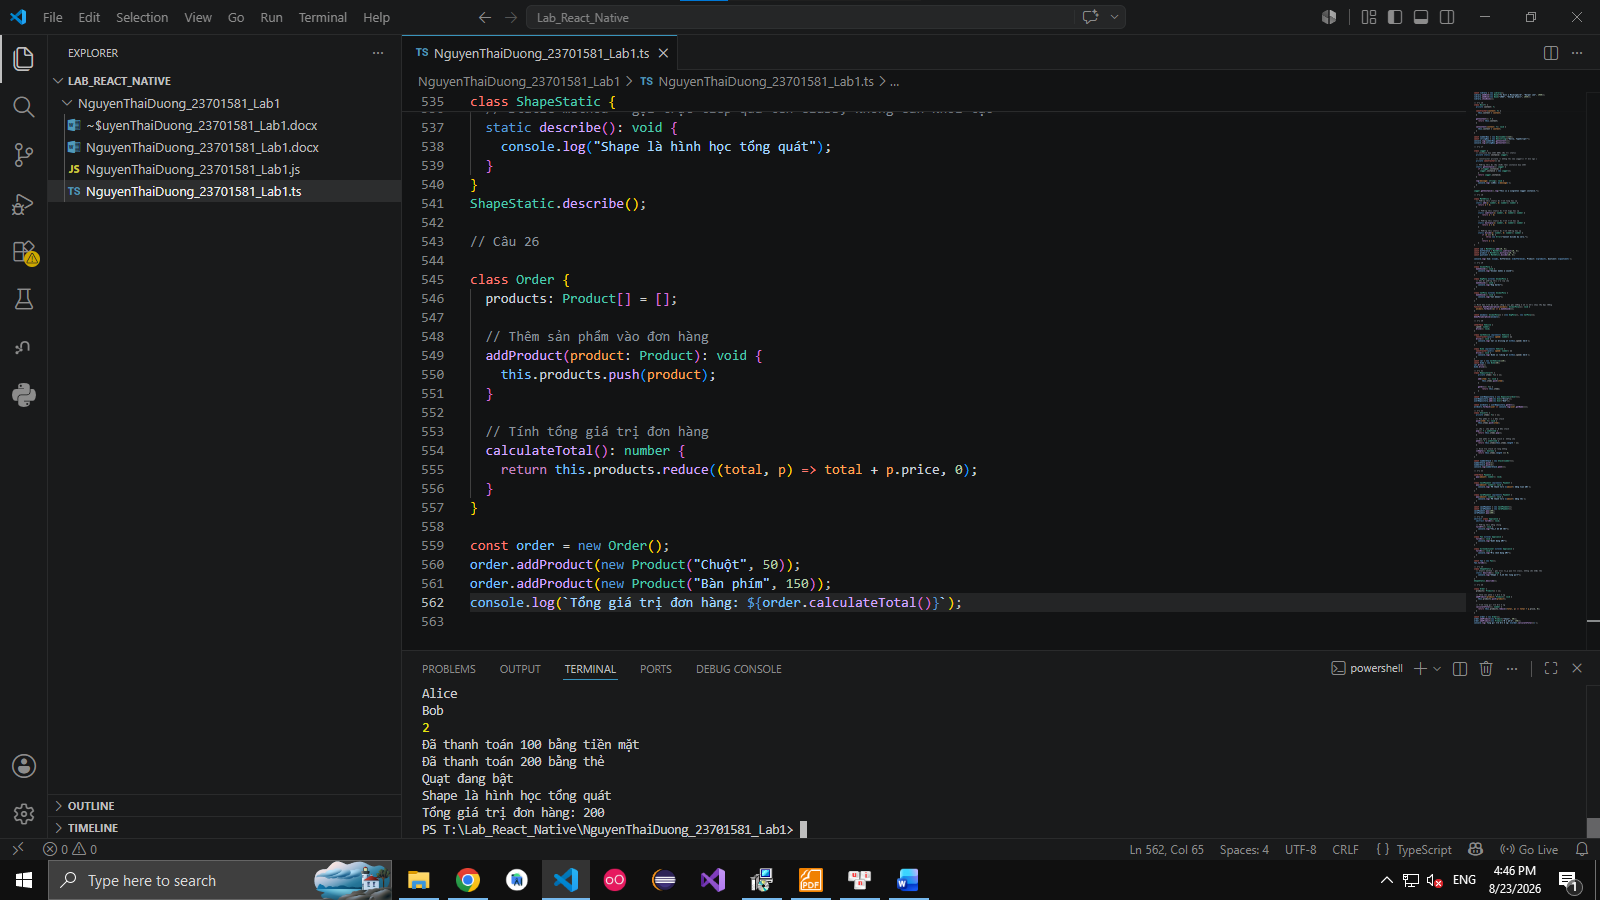 File Edit Selection View Go Run Terminal Help
Lab_React_Native
EXPLORER
LAB_REACT_NATIVE
NguyenThaiDuong_23701581_Lab1
~$uyenThaiDuong_23701581_Lab1.docx
NguyenThaiDuong_23701581_Lab1.docx
JS NguyenThaiDuong_23701581_Lab1.js
TS NguyenThaiDuong_23701581_Lab1.ts
OUTLINE
TIMELINE
TS NguyenThaiDuong_23701581_Lab1.ts
NguyenThaiDuong_23701581_Lab1 > TS NguyenThaiDuong_23701581_Lab1.ts > ...
535 class ShapeStatic {
537 static describe(): void {
538 console.log("Shape là hình học tổng quát");
539 }
540 }
541 ShapeStatic.describe();
542
543 // Câu 26
544
545 class Order {
546 products: Product[] = [];
547
548 // Thêm sản phẩm vào đơn hàng
549 addProduct(product: Product): void {
550 this.products.push(product);
551 }
552
553 // Tính tổng giá trị đơn hàng
554 calculateTotal(): number {
555 return this.products.reduce((total, p) => total + p.price, 0);
556 }
557 }
558
559 const order = new Order();
560 order.addProduct(new Product("Chuột", 50));
561 order.addProduct(new Product("Bàn phím", 150));
562 console.log(`Tổng giá trị đơn hàng: ${order.calculateTotal()}`);
563
PROBLEMS OUTPUT TERMINAL PORTS DEBUG CONSOLE
powershell
Alice
Bob
2
Đã thanh toán 100 bằng tiền mặt
Đã thanh toán 200 bằng thẻ
Quạt đang bật
Shape là hình học tổng quát
Tổng giá trị đơn hàng: 200
PS T:\Lab_React_Native\NguyenThaiDuong_23701581_Lab1>
0 0
Ln 562, Col 65 Spaces: 4 UTF-8 CRLF { } TypeScript Go Live
Type here to search
ENG
4:46 PM
8/23/2026
1